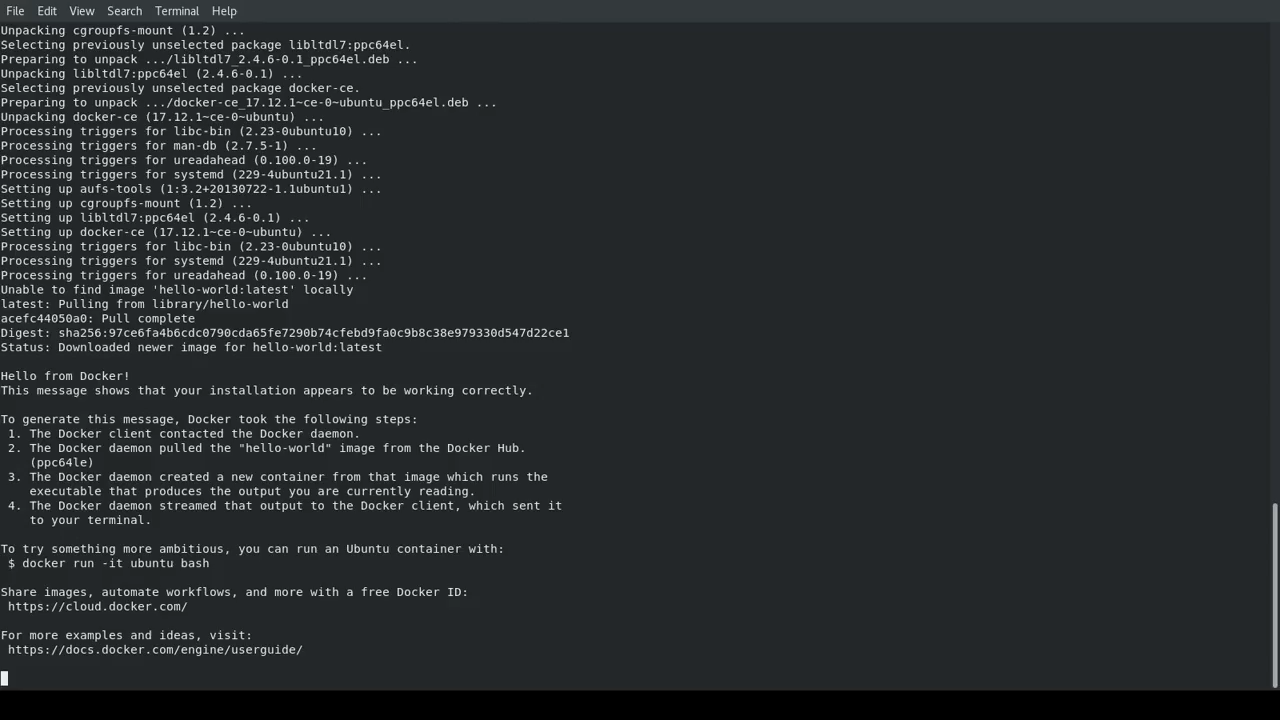 File Edit View Search Terminal Help
Unpacking cgroupfs-mount (1.2) ...
Selecting previously unselected package libltdl7:ppc64el.
Preparing to unpack .../libltdl7_2.4.6-0.1_ppc64el.deb ...
Unpacking libltdl7:ppc64el (2.4.6-0.1) ...
Selecting previously unselected package docker-ce.
Preparing to unpack .../docker-ce_17.12.1~ce-0~ubuntu_ppc64el.deb ...
Unpacking docker-ce (17.12.1~ce-0~ubuntu) ...
Processing triggers for libc-bin (2.23-0ubuntu10) ...
Processing triggers for man-db (2.7.5-1) ...
Processing triggers for ureadahead (0.100.0-19) ...
Processing triggers for systemd (229-4ubuntu21.1) ...
Setting up aufs-tools (1:3.2+20130722-1.1ubuntu1) ...
Setting up cgroupfs-mount (1.2) ...
Setting up libltdl7:ppc64el (2.4.6-0.1) ...
Setting up docker-ce (17.12.1~ce-0~ubuntu) ...
Processing triggers for libc-bin (2.23-0ubuntu10) ...
Processing triggers for systemd (229-4ubuntu21.1) ...
Processing triggers for ureadahead (0.100.0-19) ...
Unable to find image 'hello-world:latest' locally
latest: Pulling from library/hello-world
acefc44050a0: Pull complete
Digest: sha256:97ce6fa4b6cdc0790cda65fe7290b74cfebd9fa0c9b8c38e979330d547d22ce1
Status: Downloaded newer image for hello-world:latest

Hello from Docker!
This message shows that your installation appears to be working correctly.

To generate this message, Docker took the following steps:
 1. The Docker client contacted the Docker daemon.
 2. The Docker daemon pulled the "hello-world" image from the Docker Hub.
    (ppc64le)
 3. The Docker daemon created a new container from that image which runs the
    executable that produces the output you are currently reading.
 4. The Docker daemon streamed that output to the Docker client, which sent it
    to your terminal.

To try something more ambitious, you can run an Ubuntu container with:
 $ docker run -it ubuntu bash

Share images, automate workflows, and more with a free Docker ID:
 https://cloud.docker.com/

For more examples and ideas, visit:
 https://docs.docker.com/engine/userguide/